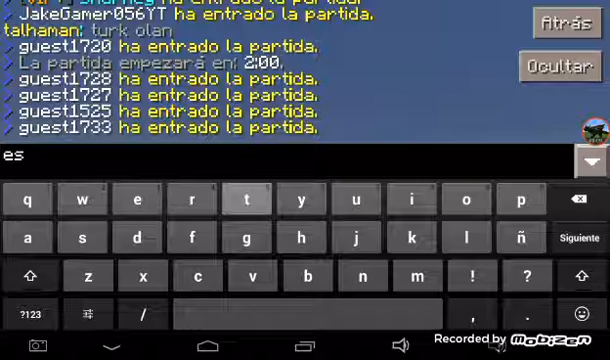 JakeGamer056YT ha entrado la partida.
Atrás
talhaman: turk olan
guest1720 ha entrado la partida.
La partida empezará en: 2:00.
Ocultar
guest1728 ha entrado la partida.
guest1727 ha entrado la partida.
guest1525 ha entrado la partida.
guest1733 ha entrado la partida.
es
q w e r t y u i o p
a s d f g h j k l ñ Siguiente
z x c v b n m ! ?
?123 / , .
Recorded by Mobizen